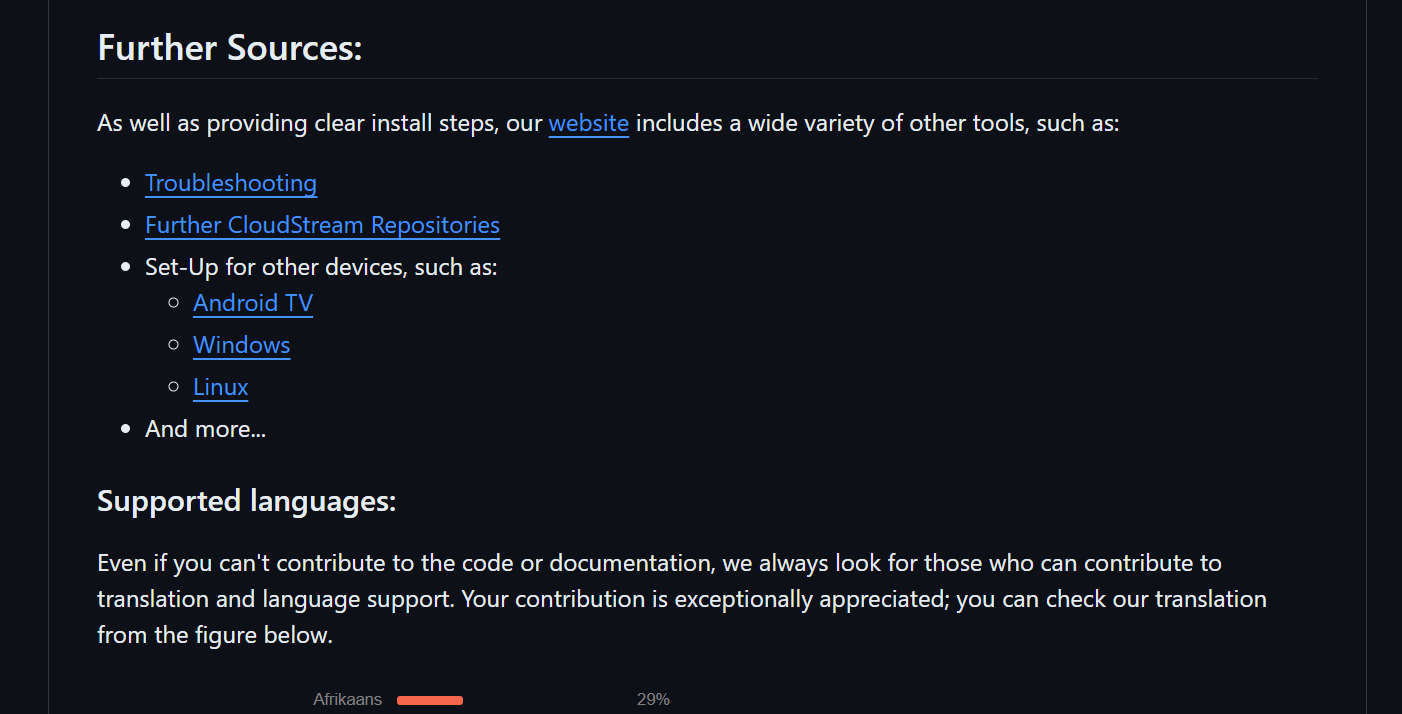 Further Sources:
As well as providing clear install steps, our website includes a wide variety of other tools, such as:
Troubleshooting
Further CloudStream Repositories
Set-Up for other devices, such as:
Android TV
Windows
Linux
And more...
Supported languages:
Even if you can't contribute to the code or documentation, we always look for those who can contribute to
translation and language support. Your contribution is exceptionally appreciated; you can check our translation
from the figure below.
Afrikaans 29%